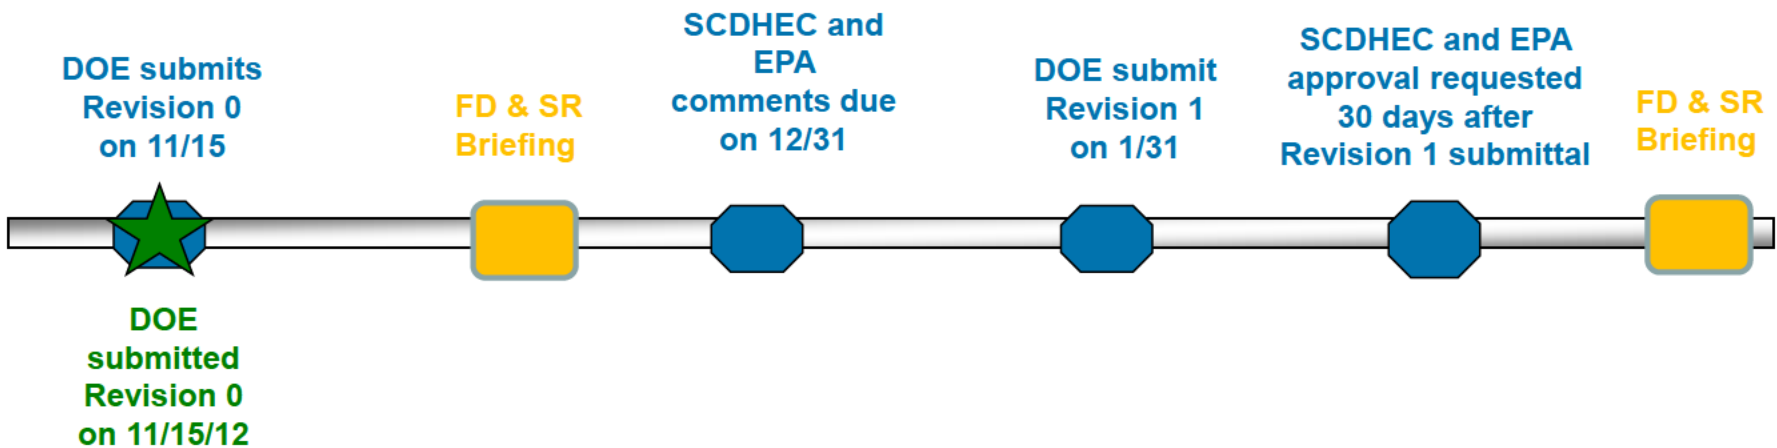 DOE submits
Revision 0
on 11/15
FD & SR
Briefing
SCDHEC and
EPA
comments due
on 12/31
DOE submit
Revision 1
on 1/31
SCDHEC and EPA
approval requested
30 days after
Revision 1 submittal
FD & SR
Briefing
DOE
submitted
Revision 0
on 11/15/12